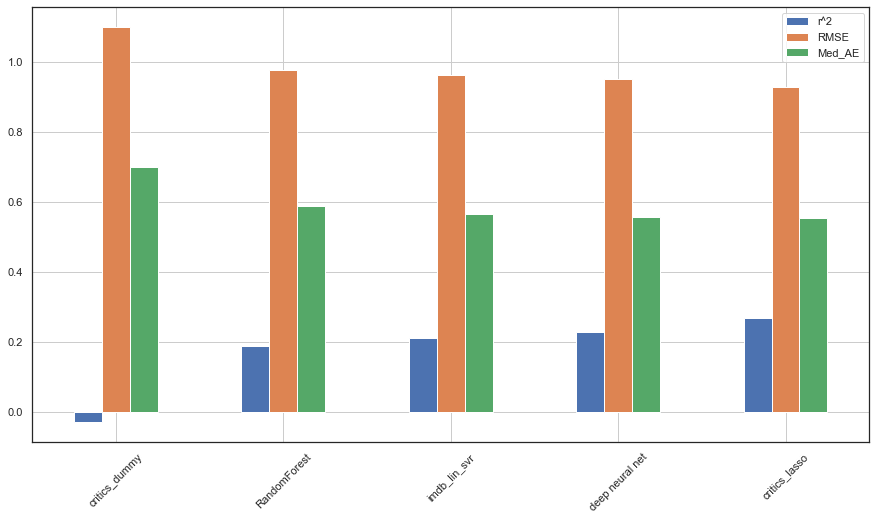 r^2
RMSE
Med_AE
1.0
0.8
0.6
0.4
0.2
0.0
critics_dummy
RandomForest
imdb_lin_svr
deep neural net
critics_lasso